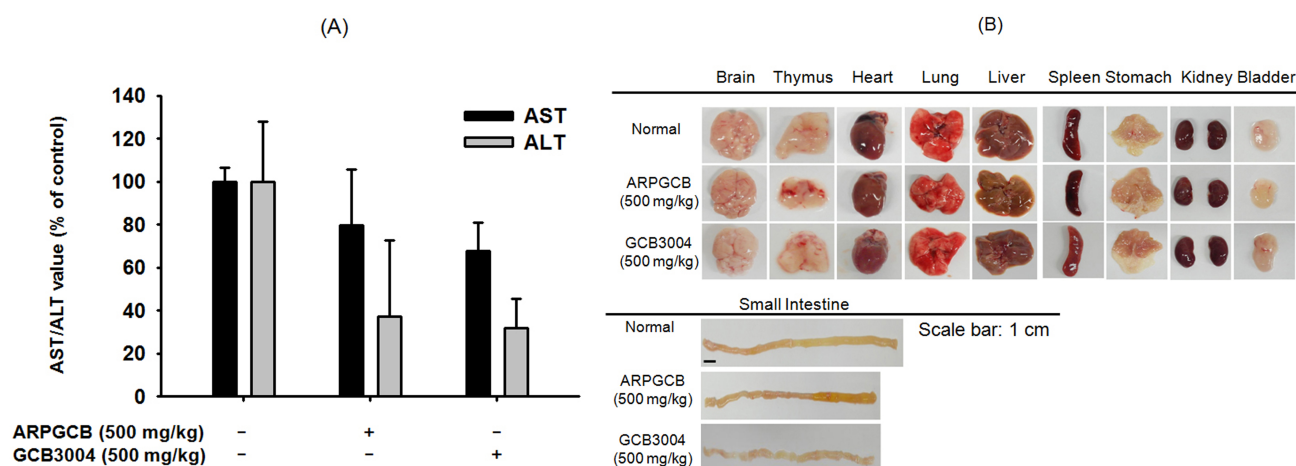 (A)
AST/ALT value (% of control)
140
120
100
80
60
40
20
0
AST
ALT
ARPGCB (500 mg/kg) – + –
GCB3004 (500 mg/kg) – – +
(B)
Brain Thymus Heart Lung Liver Spleen Stomach Kidney Bladder
Normal
ARPGCB
(500 mg/kg)
GCB3004
(500 mg/kg)
Small Intestine
Normal
Scale bar: 1 cm
ARPGCB
(500 mg/kg)
GCB3004
(500 mg/kg)